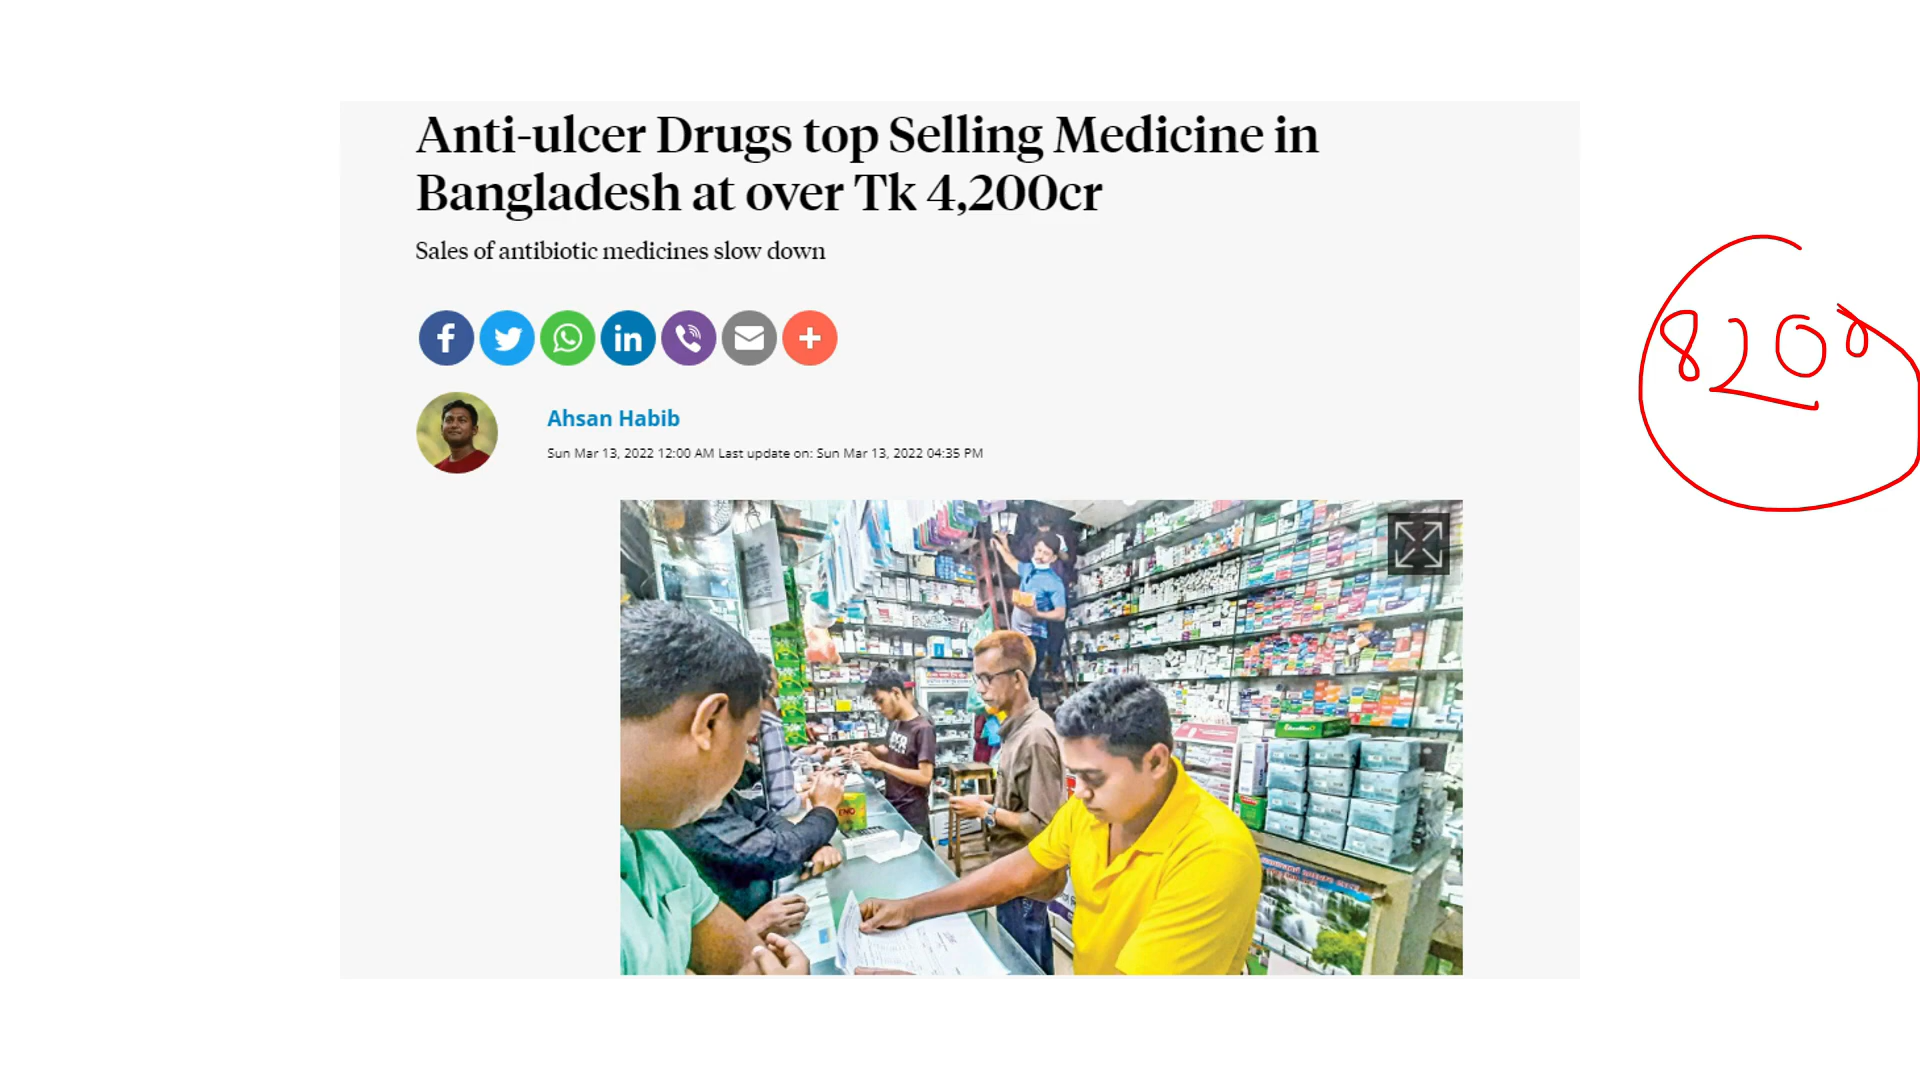 Anti-ulcer Drugs top Selling Medicine in
Bangladesh at over Tk 4,200cr
Sales of antibiotic medicines slow down
Ahsan Habib
Sun Mar 13, 2022 12:00 AM Last update on: Sun Mar 13, 2022 04:35 PM
৪২০০
ENO